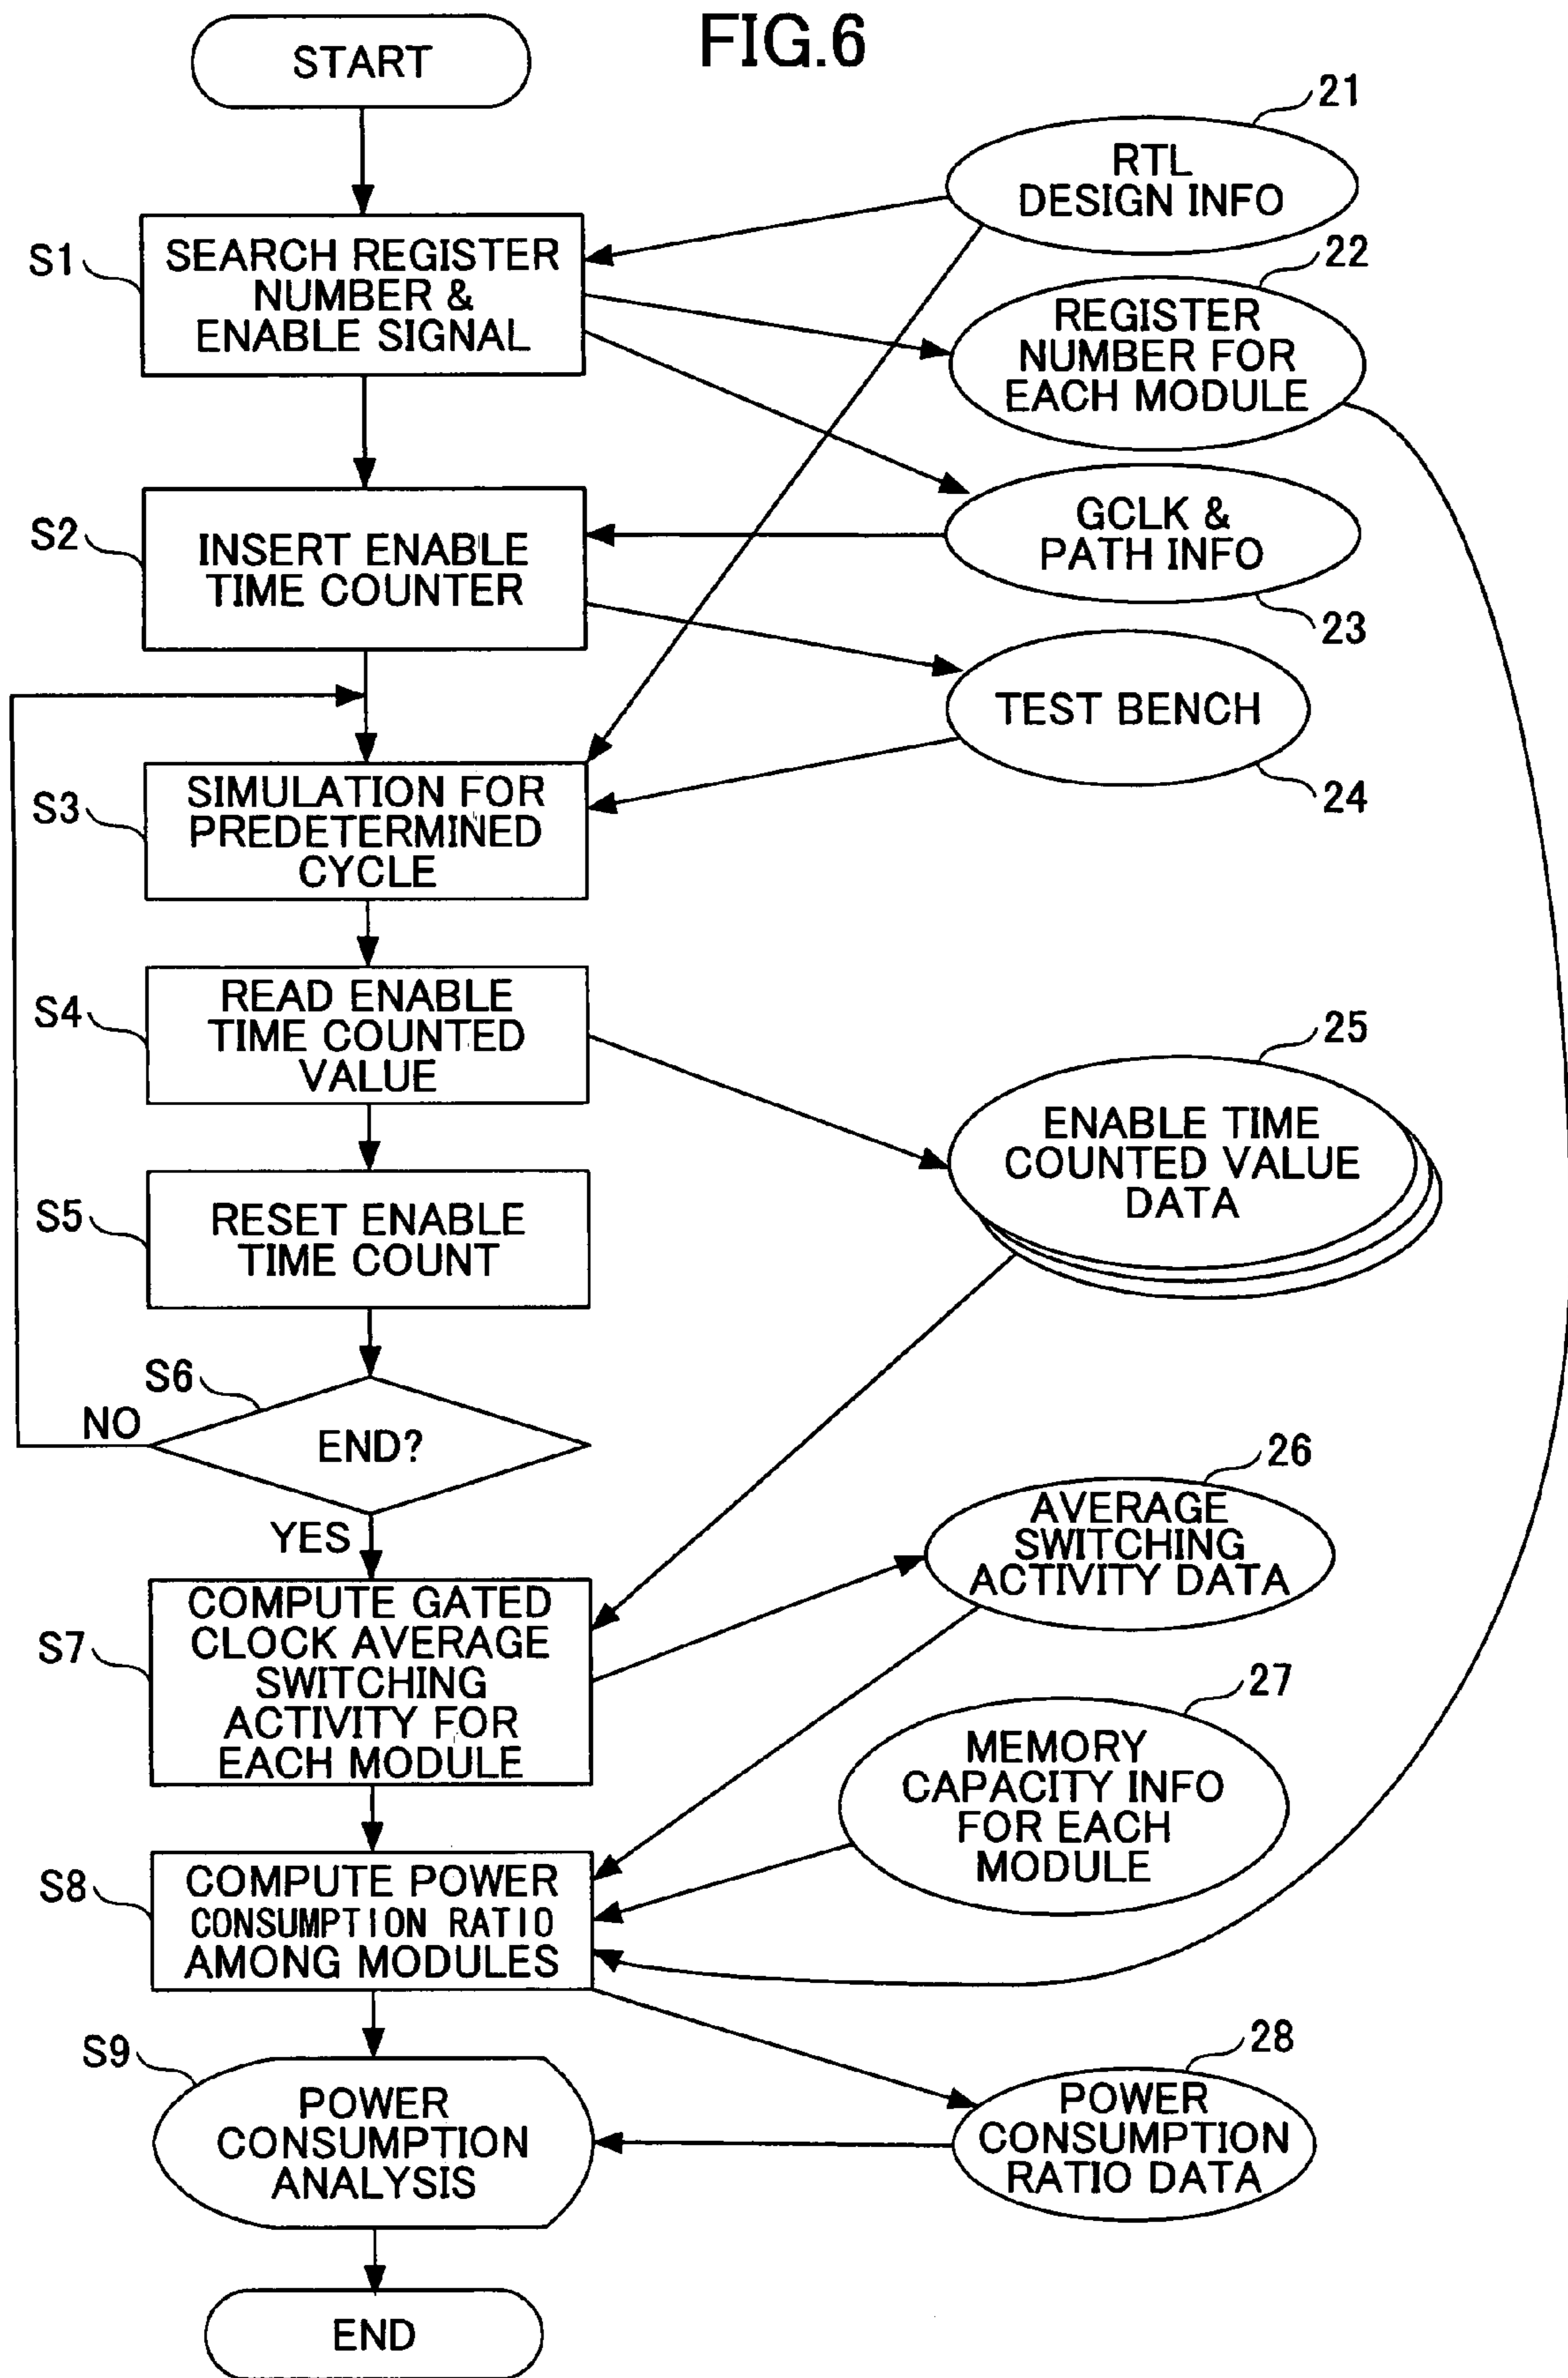 FIG.6
START
21
RTL
DESIGN INFO
S1
SEARCH REGISTER
NUMBER &
ENABLE SIGNAL
22
REGISTER
NUMBER FOR
EACH MODULE
S2
INSERT ENABLE
TIME COUNTER
GCLK &
PATH INFO
23
TEST BENCH
24
S3
SIMULATION FOR
PREDETERMINED
CYCLE
S4
READ ENABLE
TIME COUNTED
VALUE
25
ENABLE TIME
COUNTED VALUE
DATA
S5
RESET ENABLE
TIME COUNT
S6
NO
END?
YES
26
AVERAGE
SWITCHING
ACTIVITY DATA
S7
COMPUTE GATED
CLOCK AVERAGE
SWITCHING
ACTIVITY FOR
EACH MODULE
27
MEMORY
CAPACITY INFO
FOR EACH
MODULE
S8
COMPUTE POWER
CONSUMPTION RATIO
AMONG MODULES
S9
POWER
CONSUMPTION
ANALYSIS
28
POWER
CONSUMPTION
RATIO DATA
END